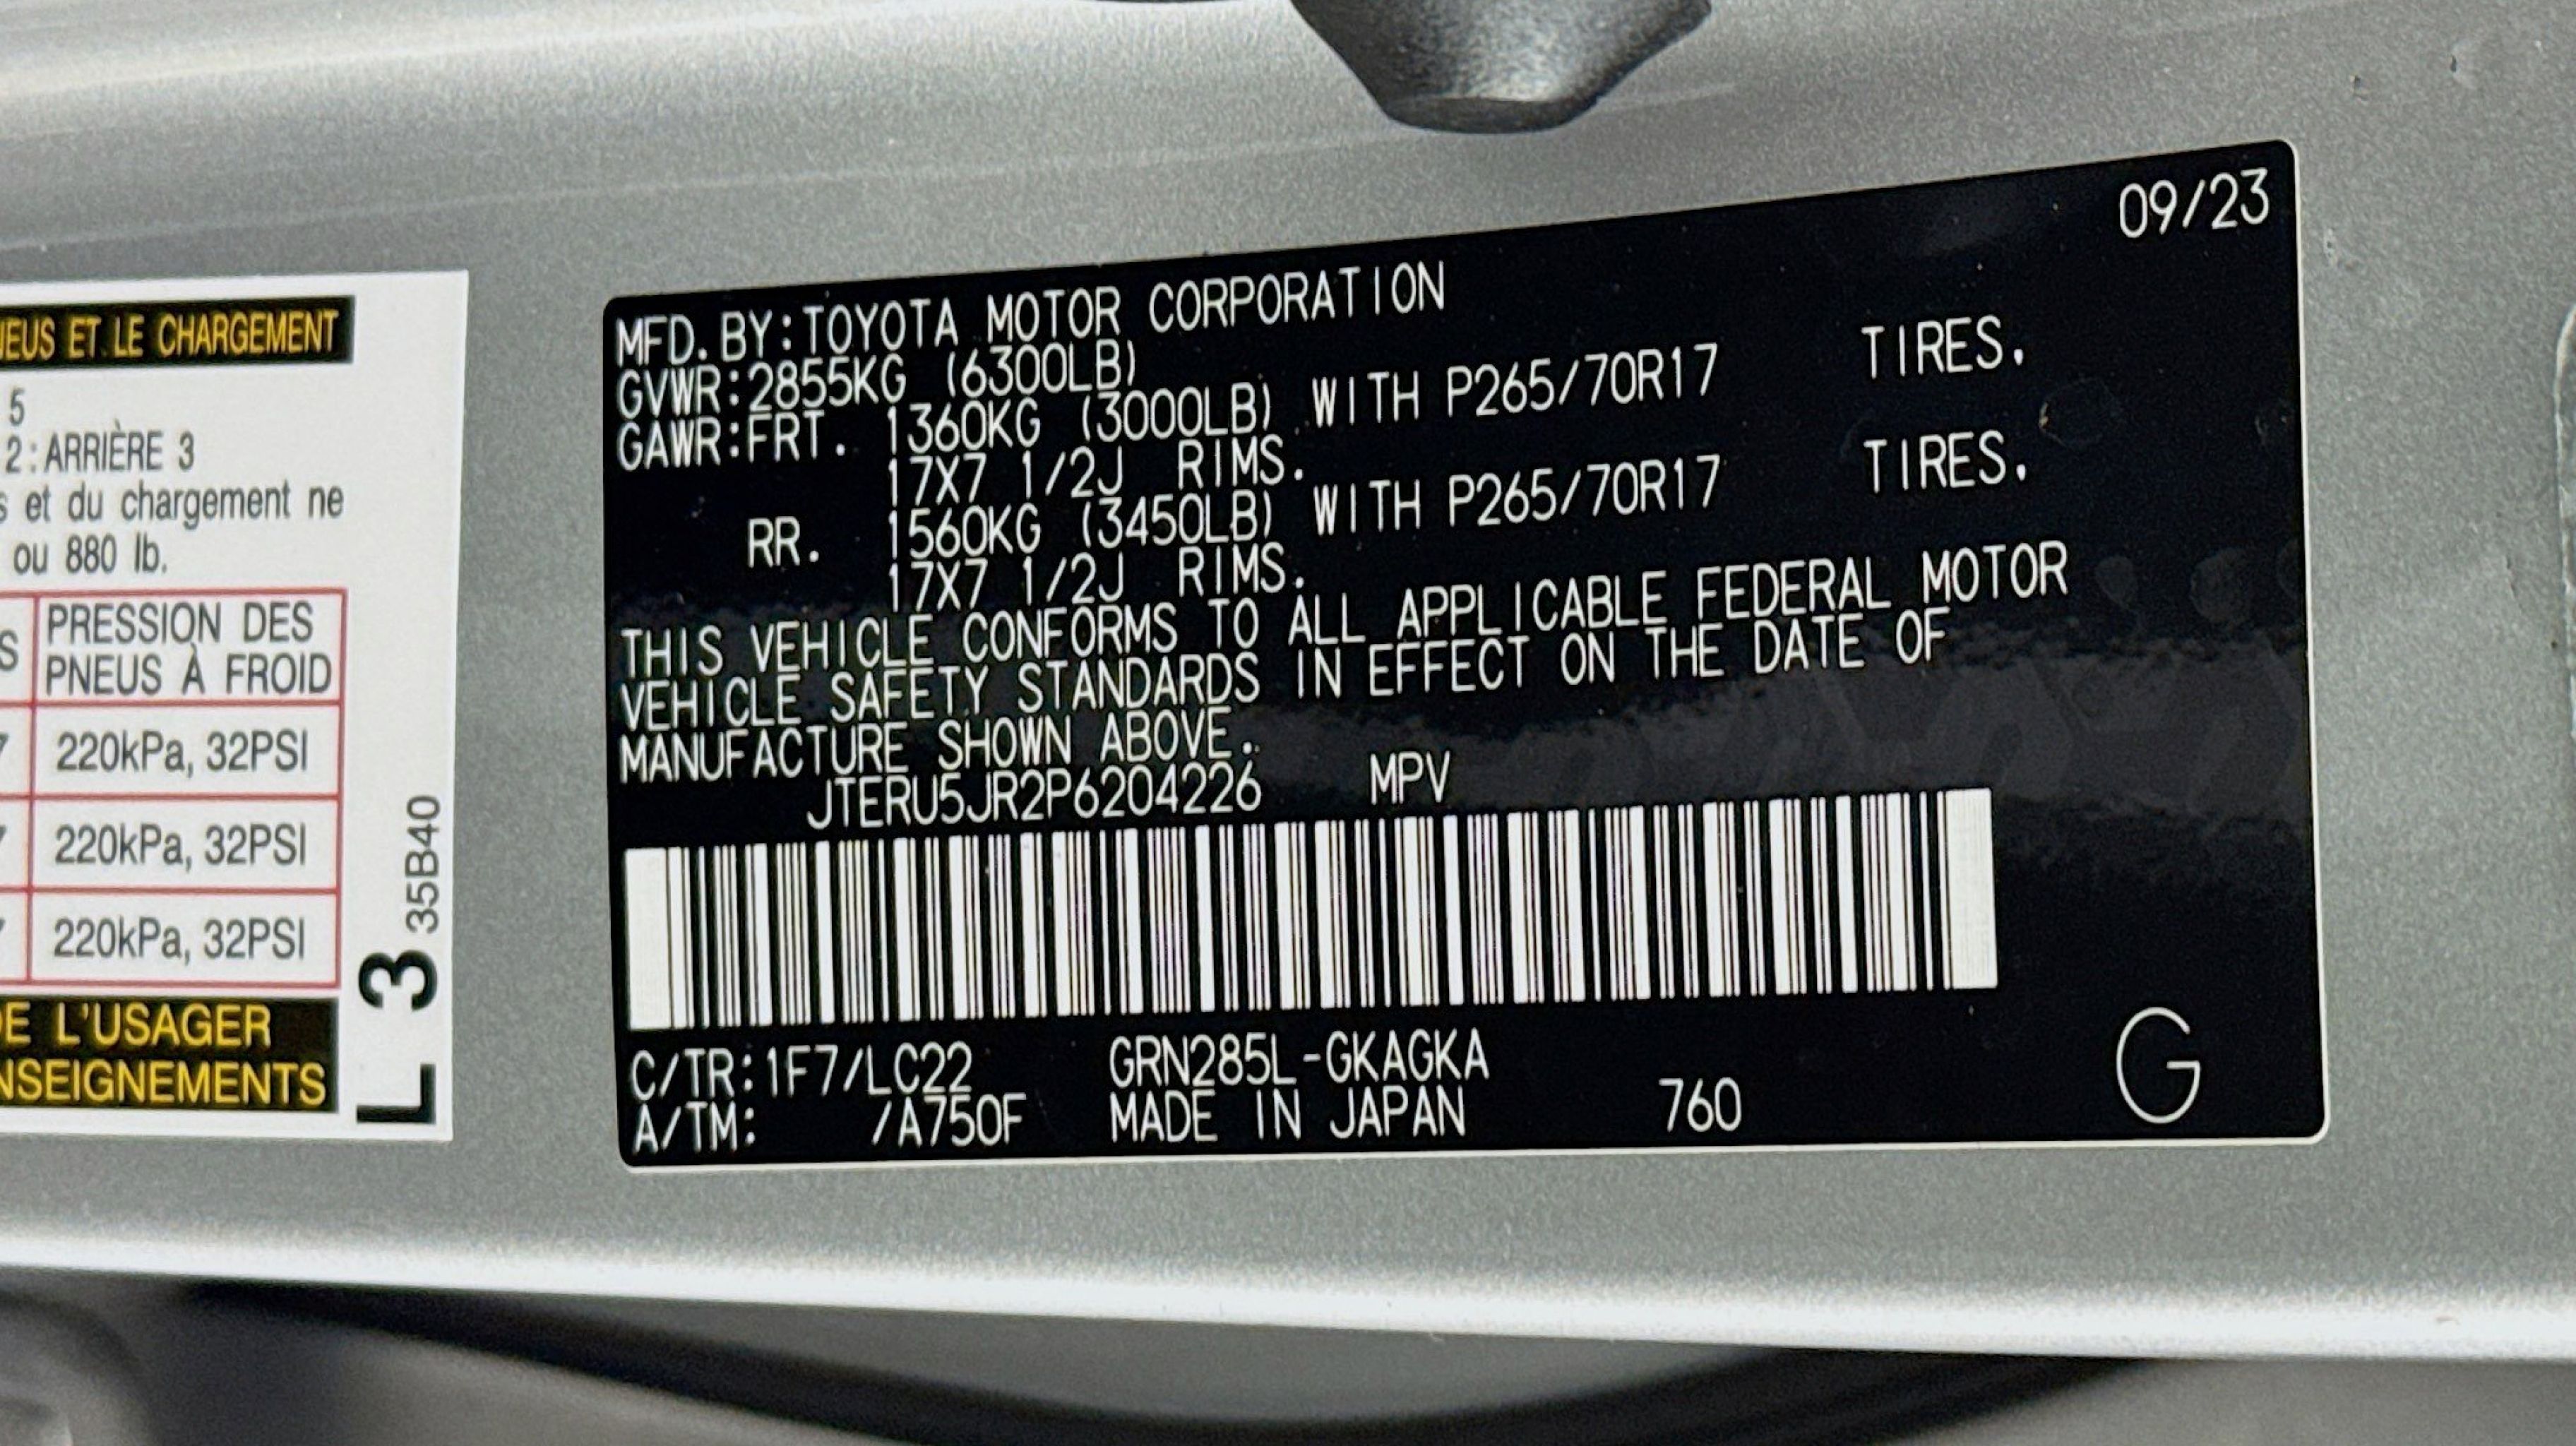 NEUS ET LE CHARGEMENT
5
2:ARRIÈRE 3
s et du chargement ne
ou 880 lb.
S
PRESSION DES
PNEUS À FROID
7 220kPa, 32PSI
7 220kPa, 32PSI
7 220kPa, 32PSI
DE L'USAGER
NSEIGNEMENTS
L 3 35B40
09/23
MFD.BY:TOYOTA MOTOR CORPORATION
GVWR:2855KG (6300LB)
GAWR:FRT. 1360KG (3000LB) WITH P265/70R17 TIRES.
17X7 1/2J RIMS.
RR. 1560KG (3450LB) WITH P265/70R17 TIRES.
17X7 1/2J RIMS.
THIS VEHICLE CONFORMS TO ALL APPLICABLE FEDERAL MOTOR
VEHICLE SAFETY STANDARDS IN EFFECT ON THE DATE OF
MANUFACTURE SHOWN ABOVE.
JTERU5JR2P6204226 MPV
C/TR:1F7/LC22 GRN285L-GKAGKA
A/TM: /A750F MADE IN JAPAN 760
G